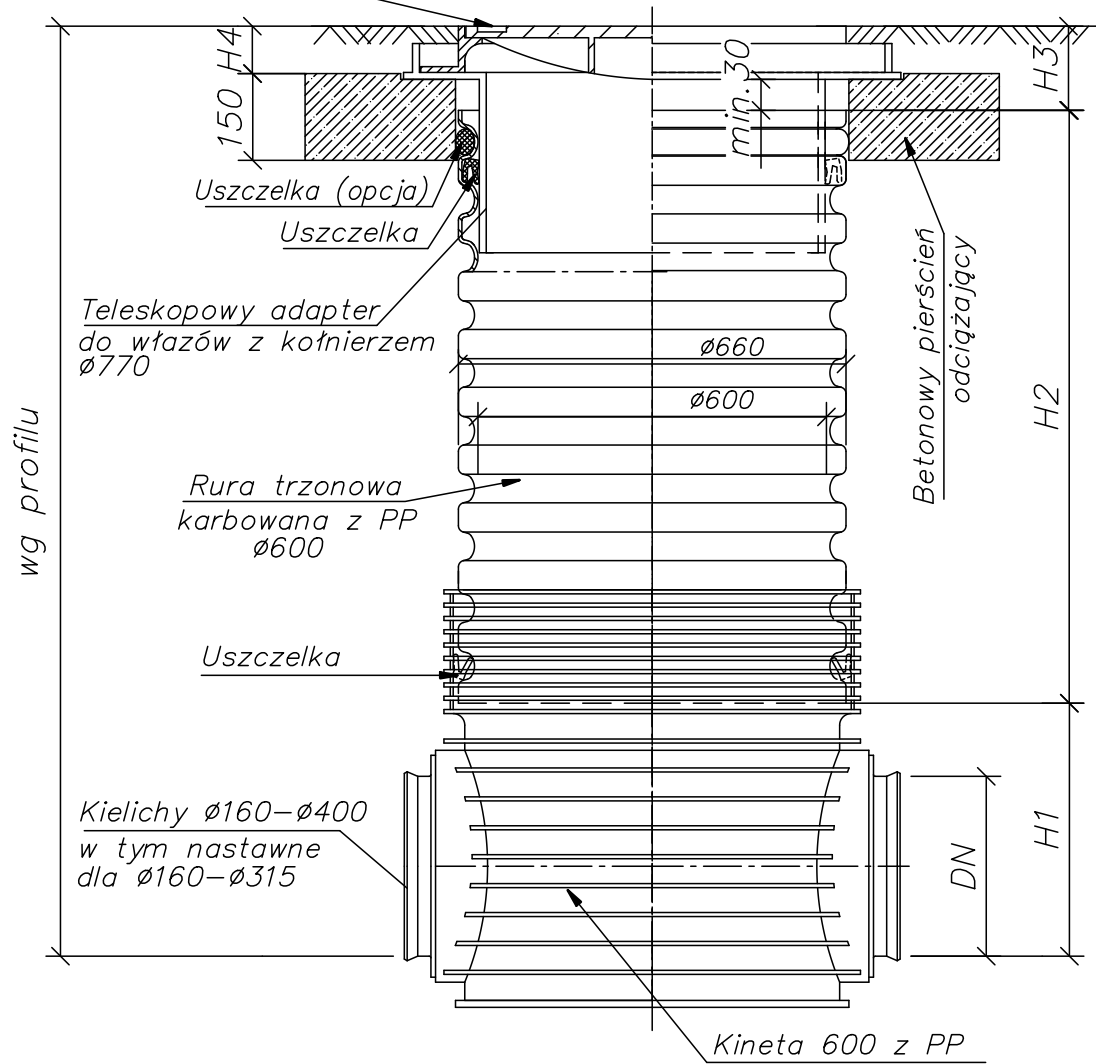 H4
150
H3
min. 30
Uszczelka (opcja)
Uszczelka
Teleskopowy adapter
do włazów z kołnierzem
ø770
Betonowy pierścień
odciążający
ø660
ø600
H2
wg profilu
Rura trzonowa
karbowana z PP
ø600
Uszczelka
Kielichy ø160-ø400
w tym nastawne
dla ø160-ø315
DN
H1
Kineta 600 z PP